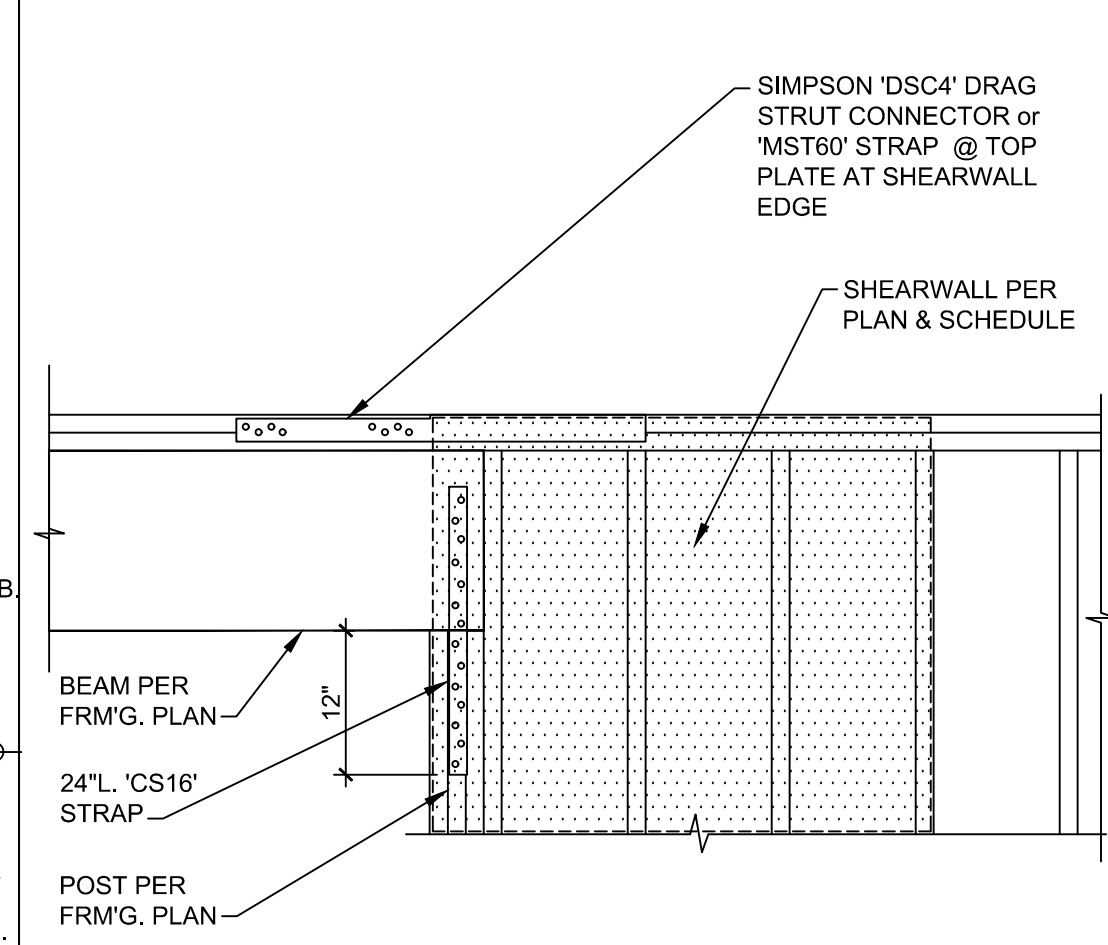 SIMPSON 'DSC4' DRAG
STRUT CONNECTOR or
'MST60' STRAP @ TOP
PLATE AT SHEARWALL
EDGE
SHEARWALL PER
PLAN & SCHEDULE
B.
BEAM PER
FRM'G. PLAN
12"
24"L. 'CS16'
STRAP
POST PER
FRM'G. PLAN